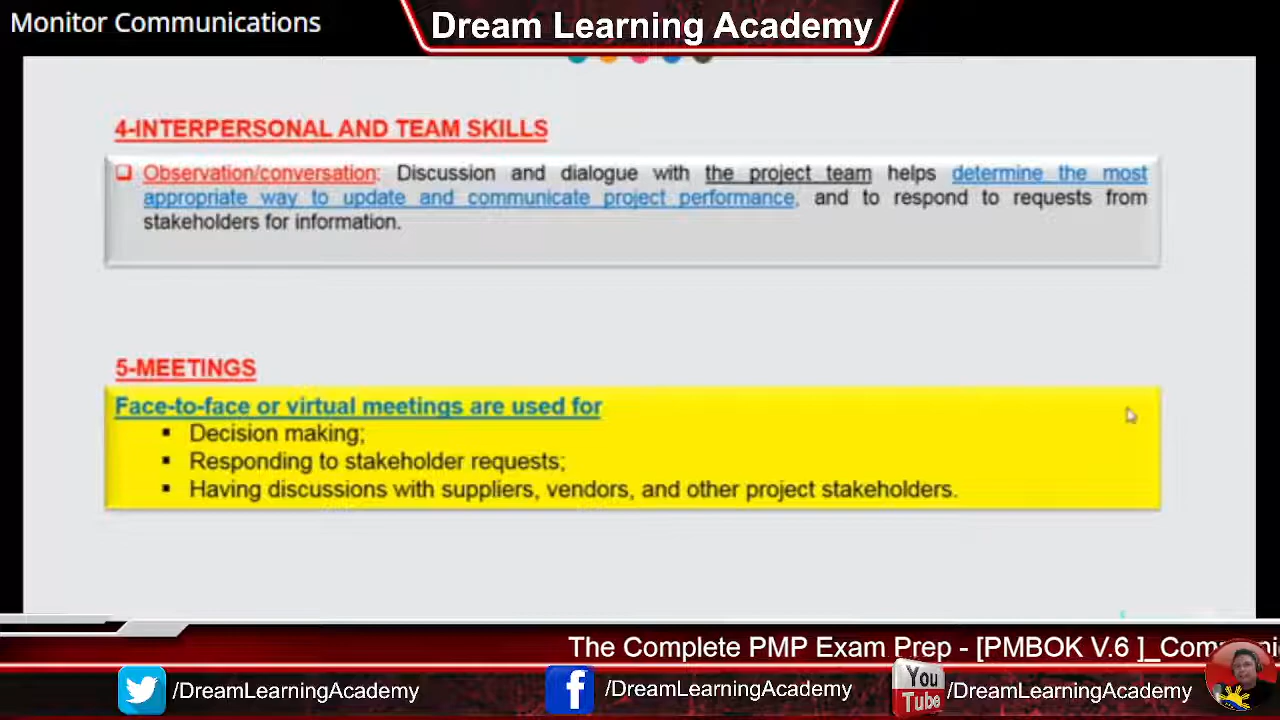 Monitor Communications
Dream Learning Academy
4-INTERPERSONAL AND TEAM SKILLS
Observation/conversation: Discussion and dialogue with the project team helps determine the most
appropriate way to update and communicate project performance, and to respond to requests from
stakeholders for information.
5-MEETINGS
Face-to-face or virtual meetings are used for
▪ Decision making;
▪ Responding to stakeholder requests;
▪ Having discussions with suppliers, vendors, and other project stakeholders.
The Complete PMP Exam Prep - [PMBOK V.6 ]_Com
/DreamLearningAcademy
/DreamLearningAcademy
You
Tube
/DreamLearningAcademy